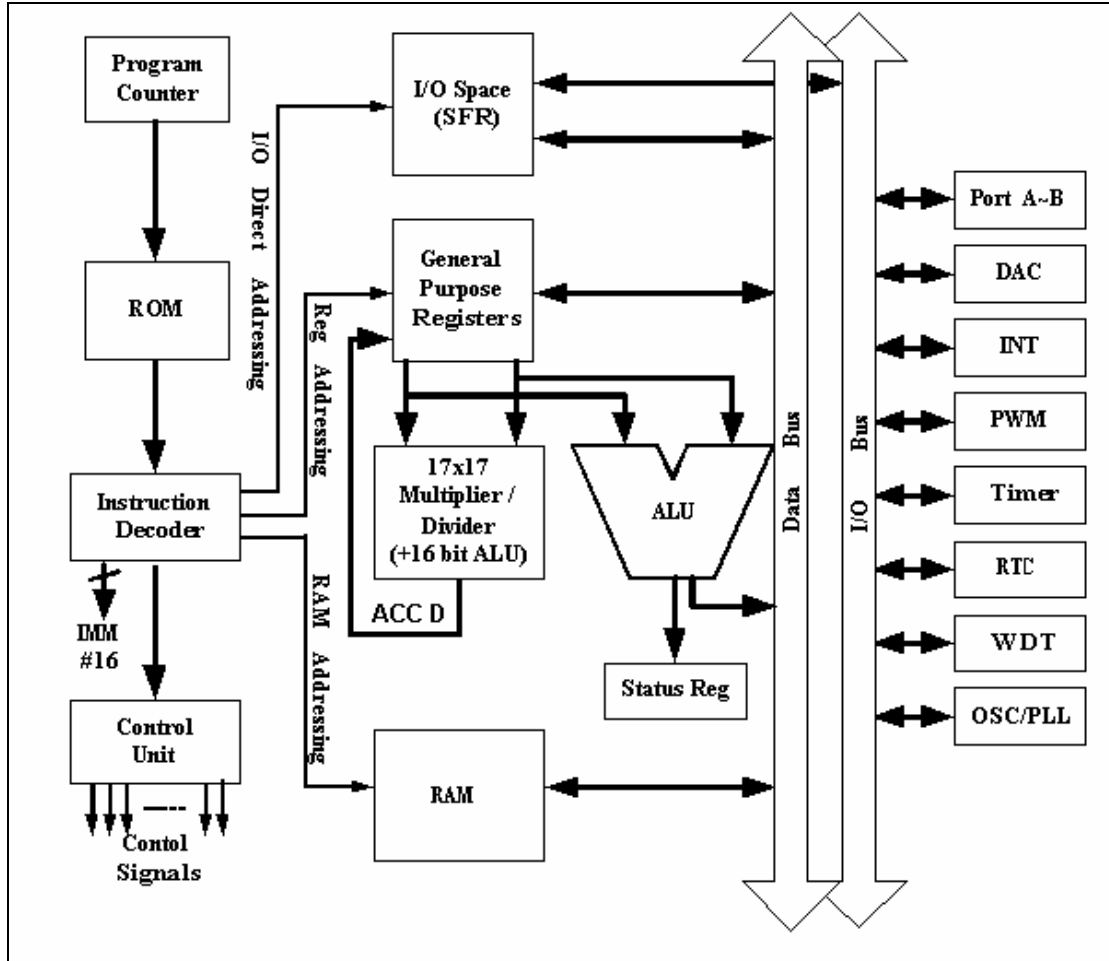 Program
Counter
ROM
Instruction
Decoder
IMM
#16
Control
Unit
-----
Contol
Signals
I/O Direct Addressing
Reg Addressing
RAM Addressing
I/O Space
(SFR)
General
Purpose
Registers
17x17
Multiplier /
Divider
(+16 bit ALU)
ACC D
ALU
Status Reg
RAM
Data Bus
I/O Bus
Port A~B
DAC
INT
PWM
Timer
RTC
WDT
OSC/PLL